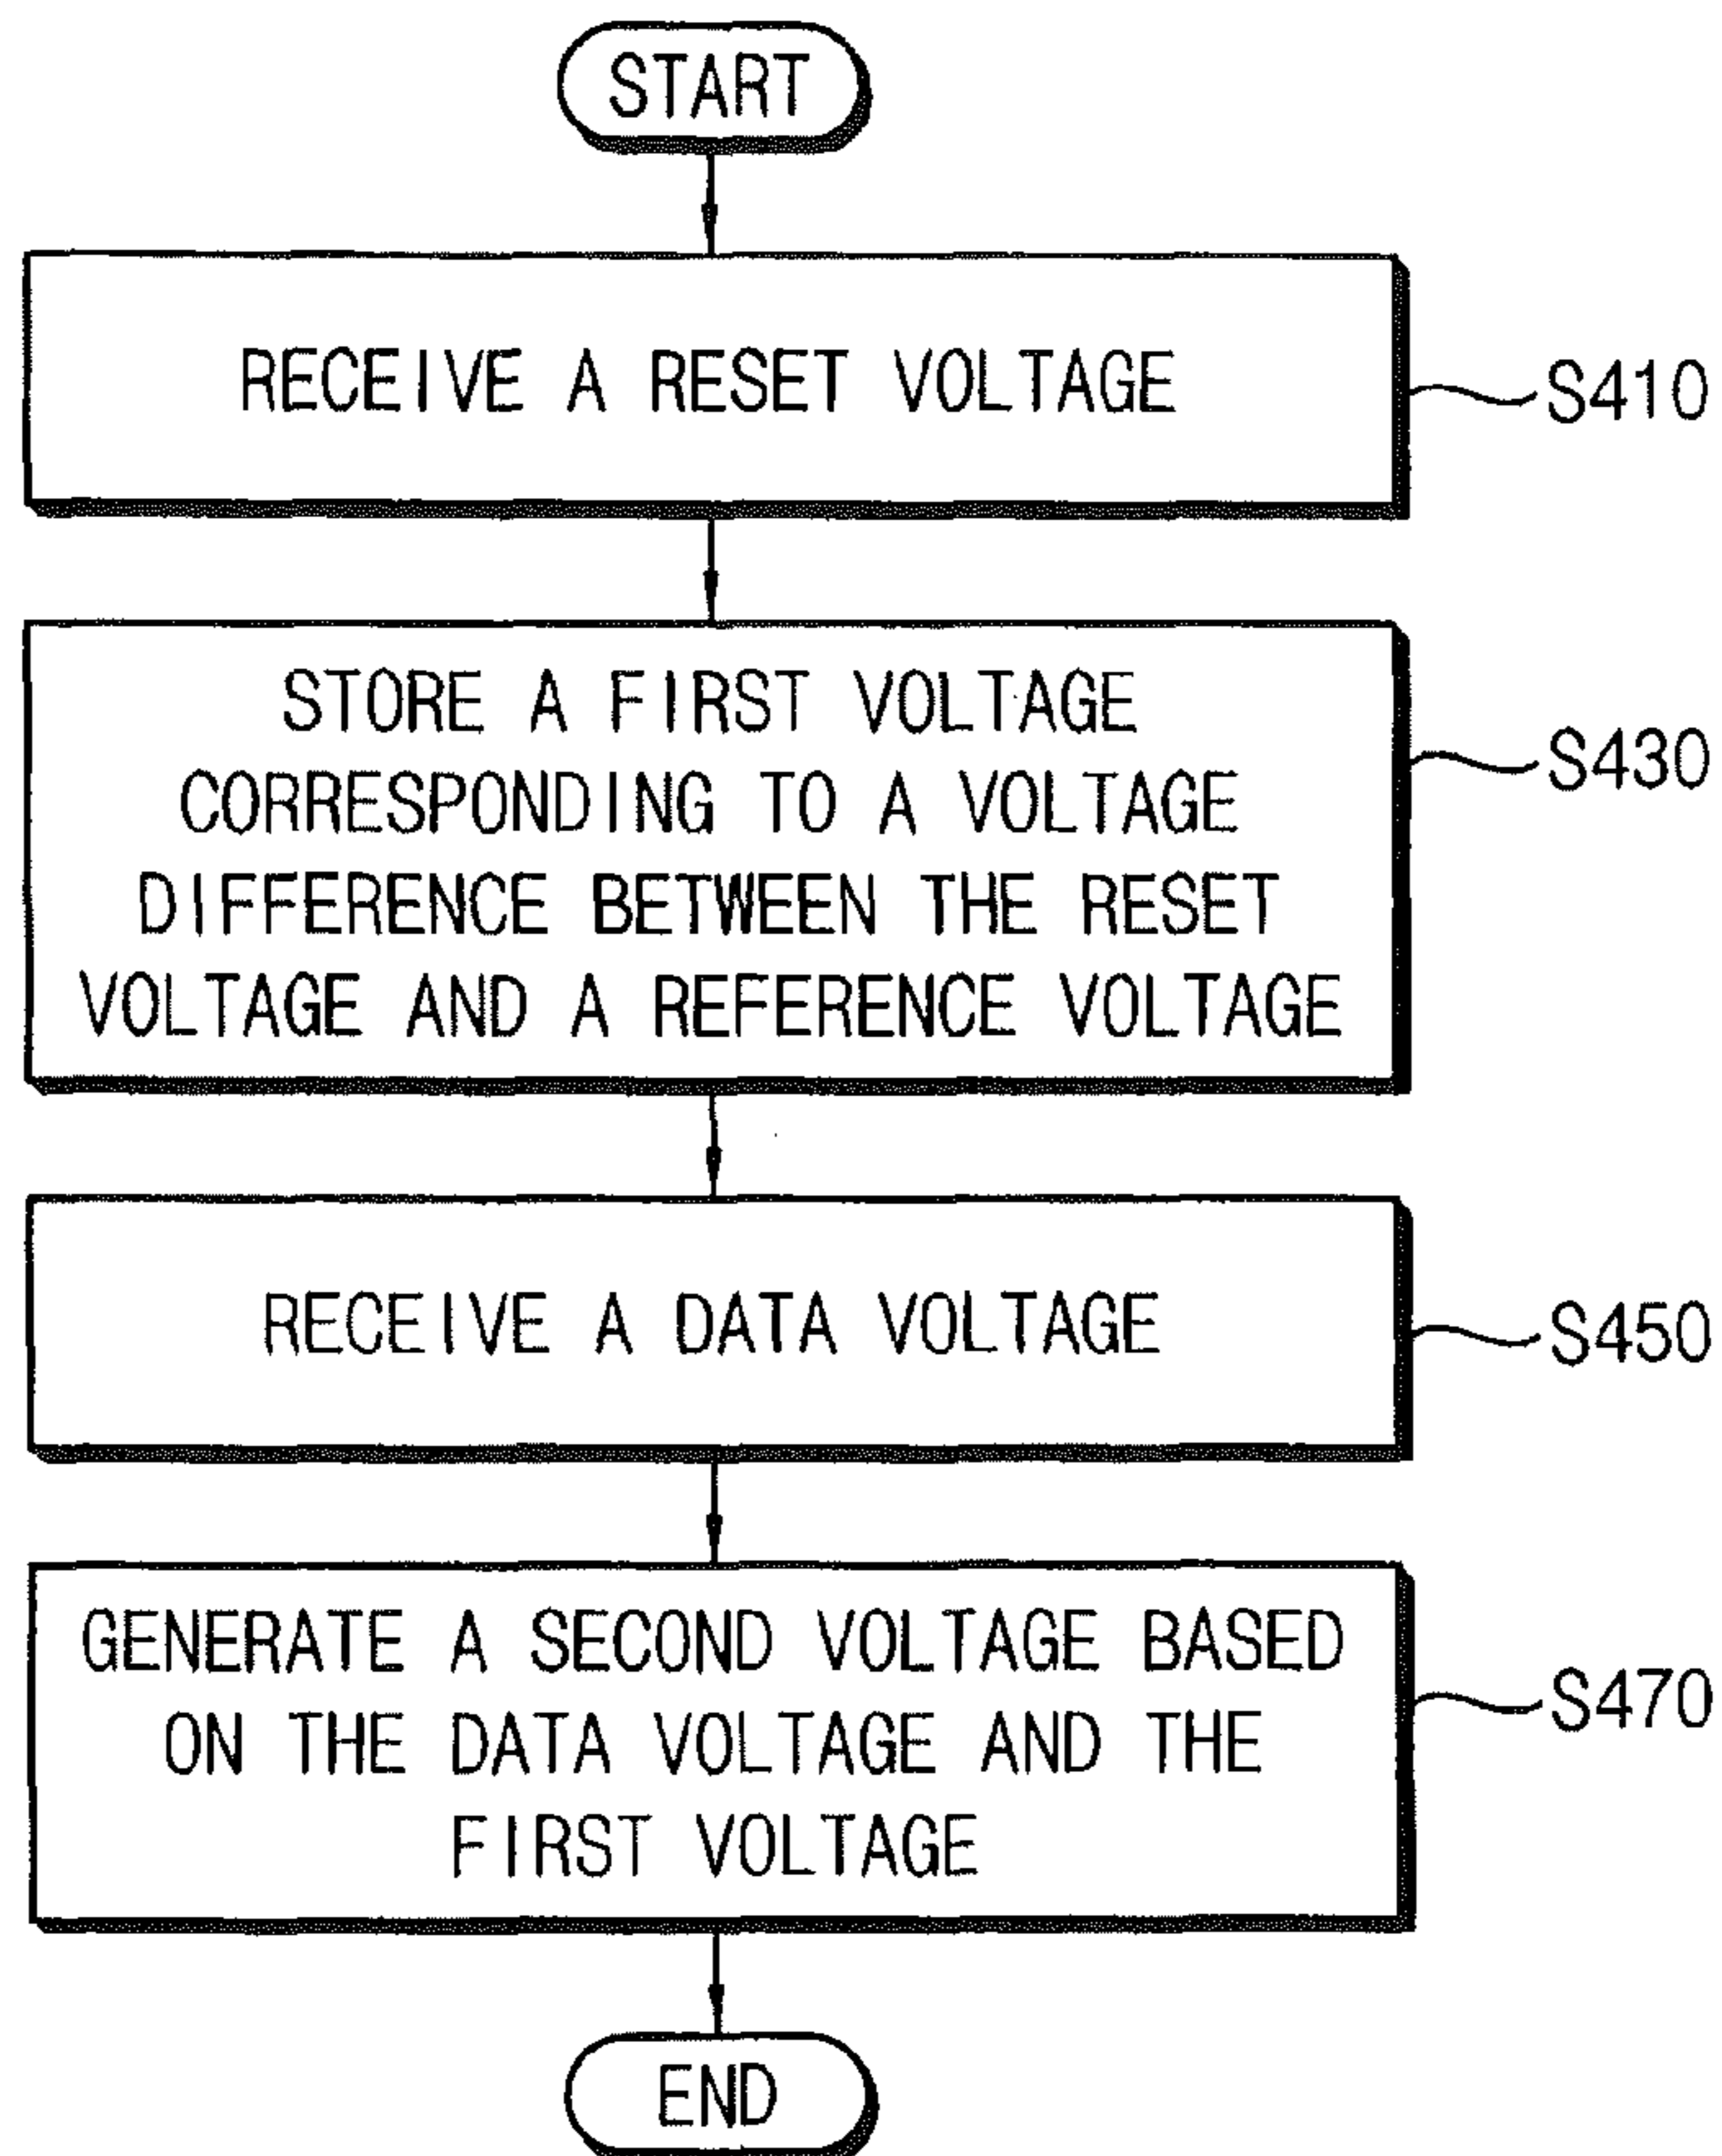 START
RECEIVE A RESET VOLTAGE
S410
STORE A FIRST VOLTAGE
CORRESPONDING TO A VOLTAGE
DIFFERENCE BETWEEN THE RESET
VOLTAGE AND A REFERENCE VOLTAGE
S430
RECEIVE A DATA VOLTAGE
S450
GENERATE A SECOND VOLTAGE BASED
ON THE DATA VOLTAGE AND THE
FIRST VOLTAGE
S470
END